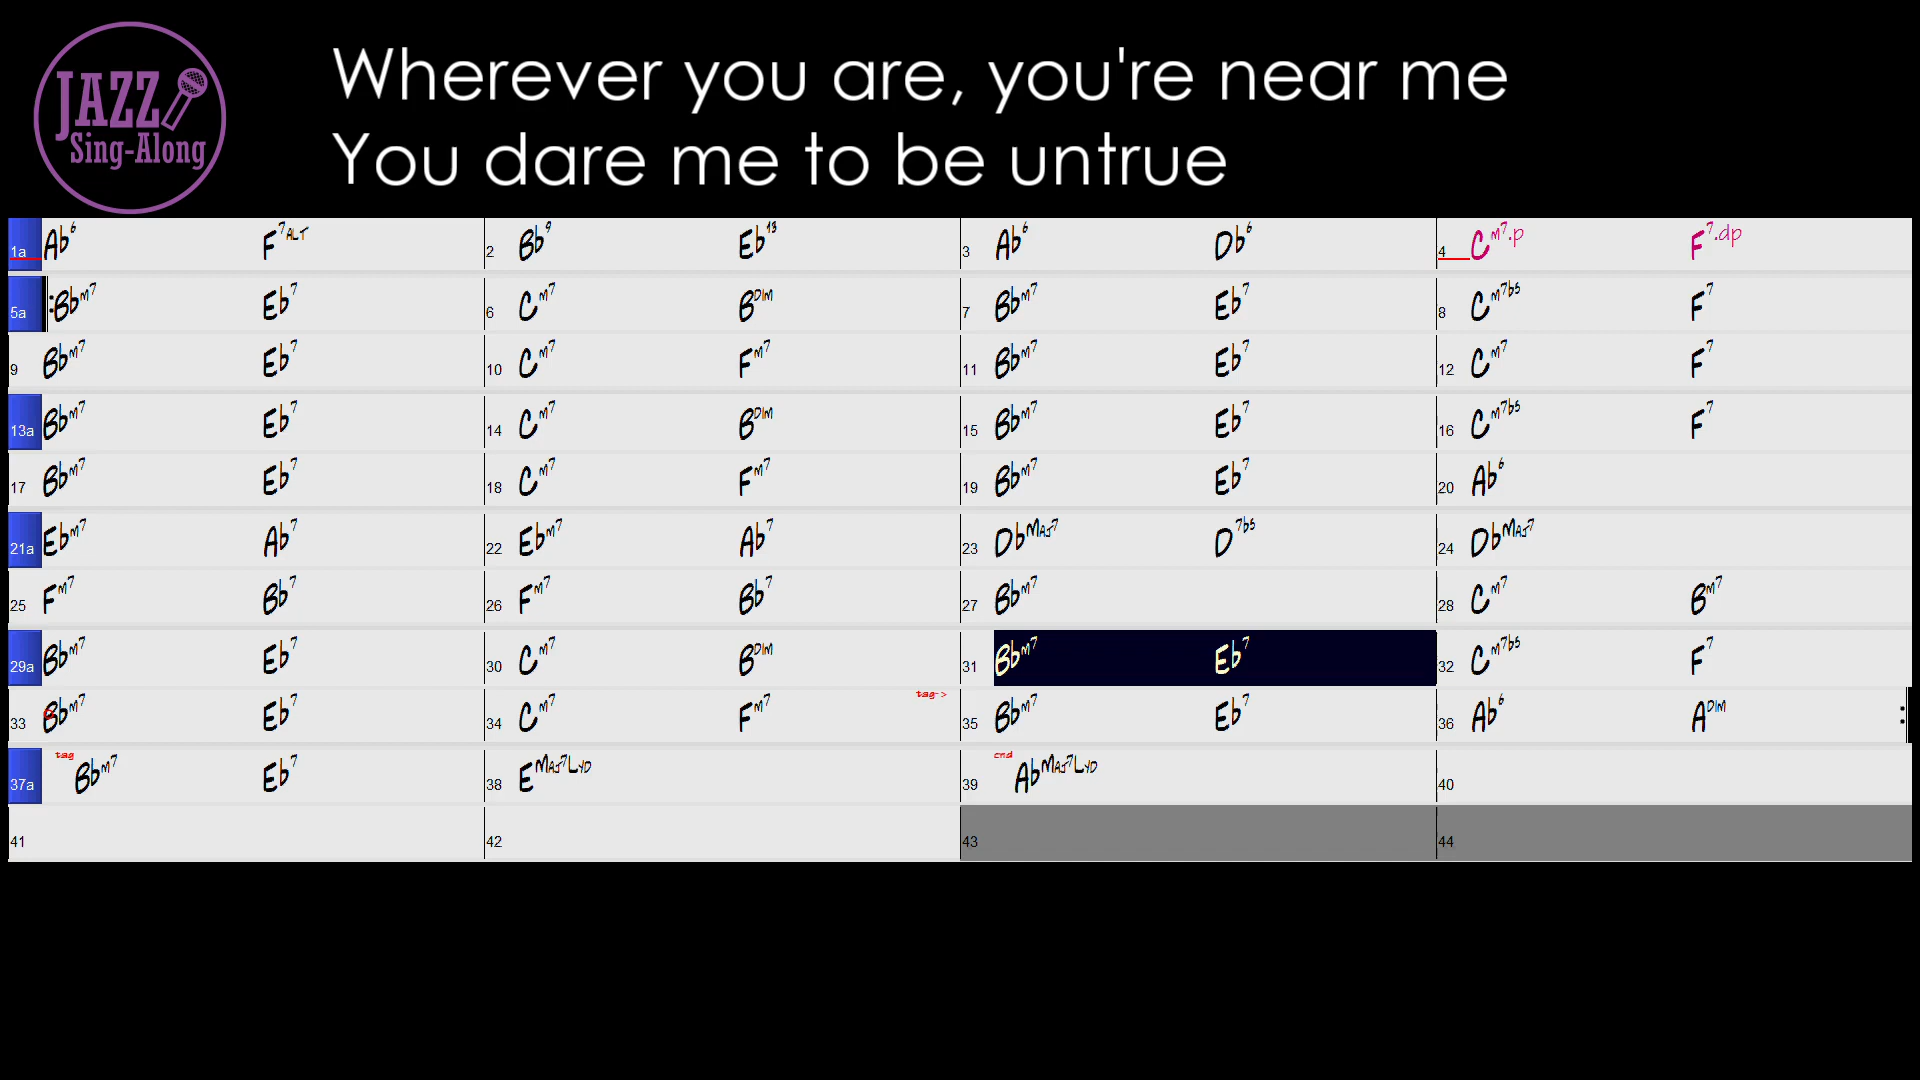 JAZZ
Sing-Along
Wherever you are, you're near me
You dare me to be untrue
1a Ab6 F7ALT 2 Bb9 Eb13 3 Ab6 Db6 4 Cm7.p F7.dp
5a :Bbm7 Eb7 6 Cm7 BDIM 7 Bbm7 Eb7 8 Cm7b5 F7
9 Bbm7 Eb7 10 Cm7 Fm7 11 Bbm7 Eb7 12 Cm7 F7
13a Bbm7 Eb7 14 Cm7 BDIM 15 Bbm7 Eb7 16 Cm7b5 F7
17 Bbm7 Eb7 18 Cm7 Fm7 19 Bbm7 Eb7 20 Ab6
21a Ebm7 Ab7 22 Ebm7 Ab7 23 DbMAJ7 D7b5 24 DbMAJ7
25 Fm7 Bb7 26 Fm7 Bb7 27 Bbm7 28 Cm7 Bm7
29a Bbm7 Eb7 30 Cm7 BDIM 31 Bbm7 Eb7 32 Cm7b5 F7
33 Bbm7 Eb7 34 Cm7 Fm7 tag-> 35 Bbm7 Eb7 36 Ab6 ADIM :
37a tag Bbm7 Eb7 38 EMAJ7LYD 39 end AbMAJ7LYD 40
41 42 43 44